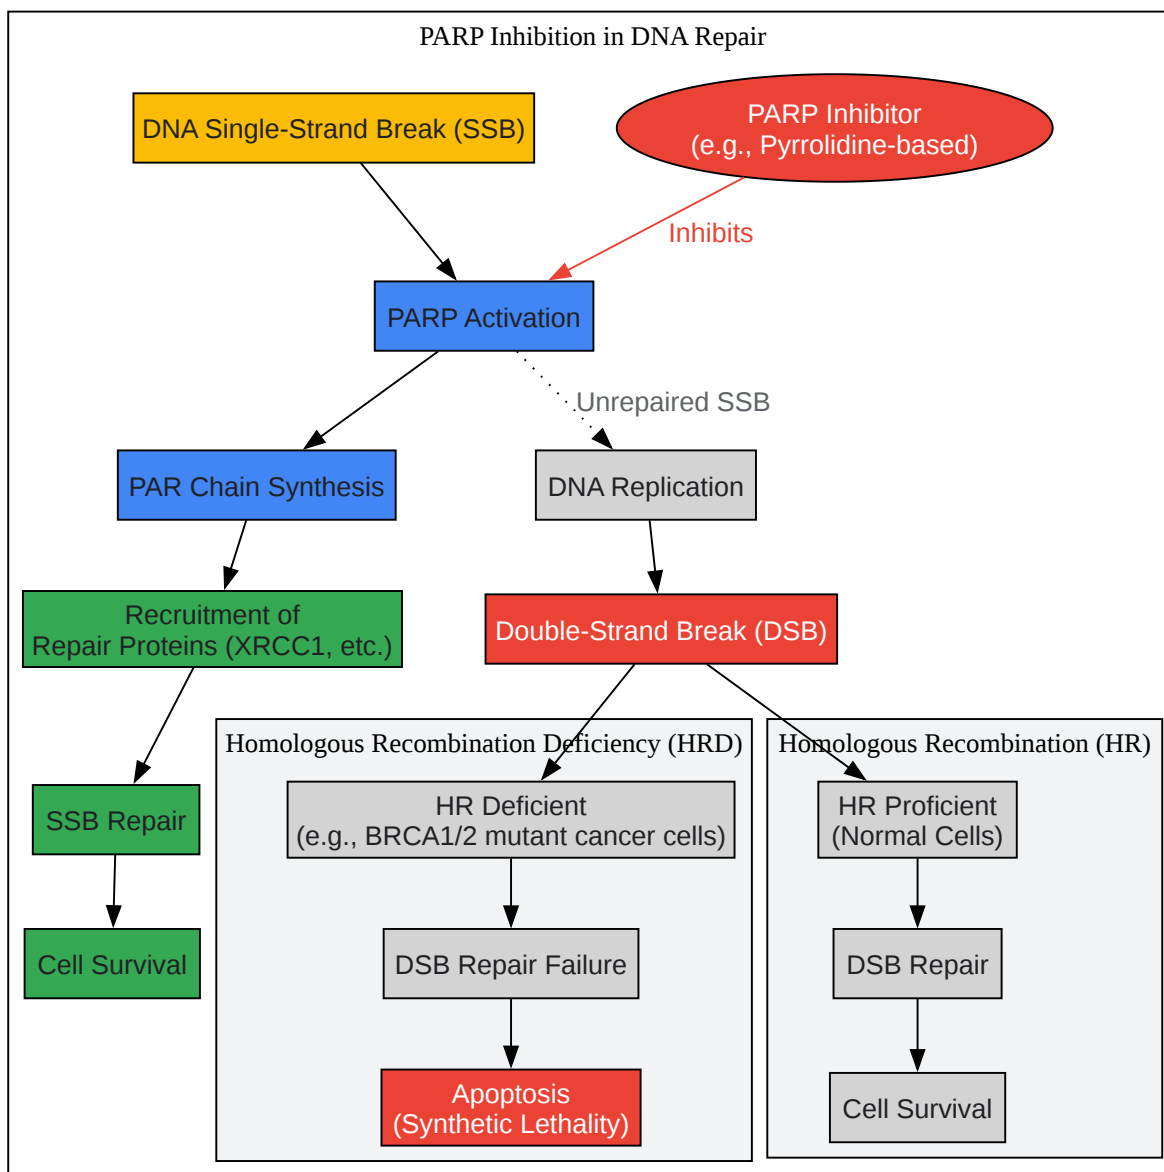 PARP Inhibition in DNA Repair
DNA Single-Strand Break (SSB)
PARP Inhibitor
(e.g., Pyrrolidine-based)
Inhibits
PARP Activation
Unrepaired SSB
PAR Chain Synthesis
DNA Replication
Recruitment of
Repair Proteins (XRCC1, etc.)
Double-Strand Break (DSB)
Homologous Recombination Deficiency (HRD)
Homologous Recombination (HR)
SSB Repair
HR Deficient
(e.g., BRCA1/2 mutant cancer cells)
HR Proficient
(Normal Cells)
Cell Survival
DSB Repair Failure
DSB Repair
Apoptosis
(Synthetic Lethality)
Cell Survival